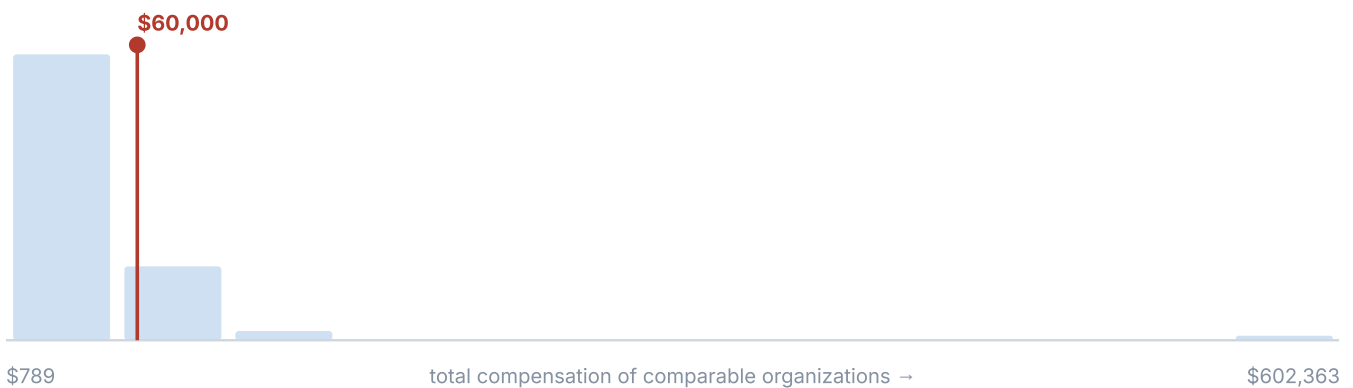 $60,000
$789 total compensation of comparable organizations → $602,363